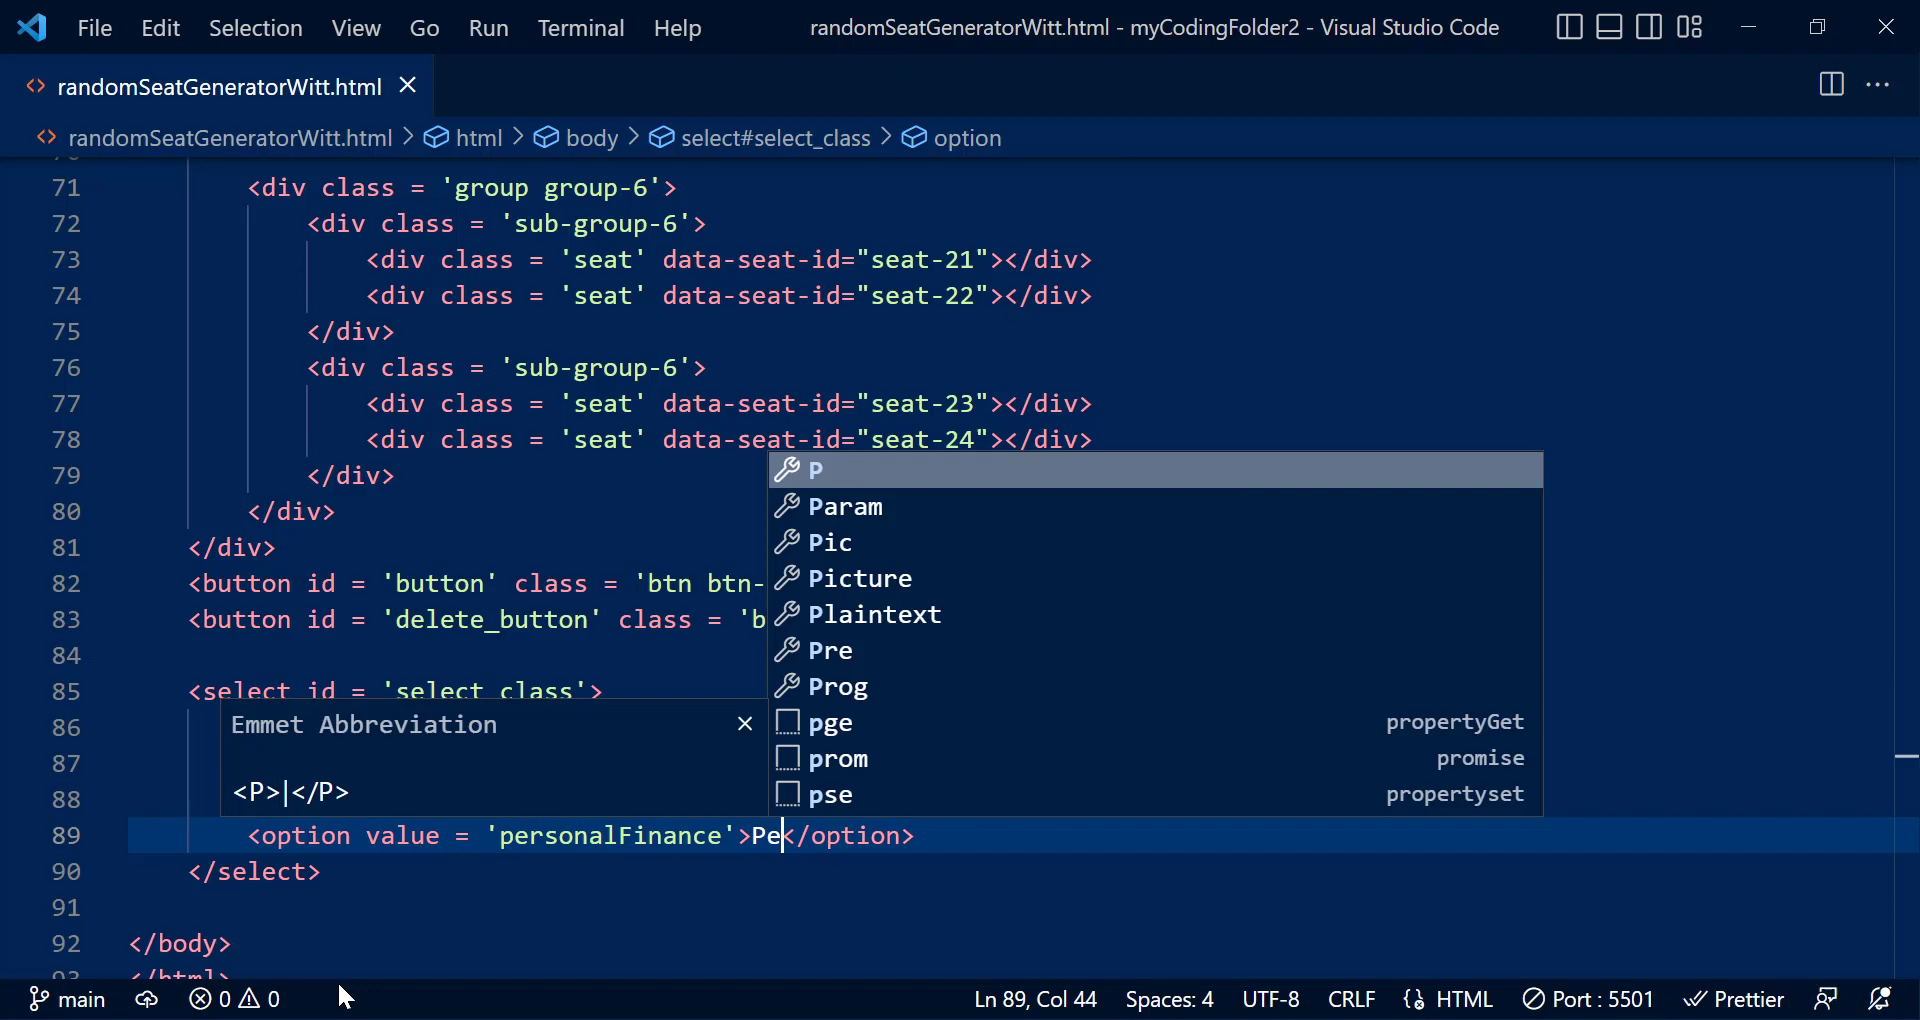 File Edit Selection View Go Run Terminal Help randomSeatGeneratorWitt.html - myCodingFolder2 - Visual Studio Code
<> randomSeatGeneratorWitt.html ×
<> randomSeatGeneratorWitt.html > html > body > select#select_class > option
71 <div class = 'group group-6'>
72 <div class = 'sub-group-6'>
73 <div class = 'seat' data-seat-id="seat-21"></div>
74 <div class = 'seat' data-seat-id="seat-22"></div>
75 </div>
76 <div class = 'sub-group-6'>
77 <div class = 'seat' data-seat-id="seat-23"></div>
78 <div class = 'seat' data-seat-id="seat-24"></div>
79 </div>
80 </div>
81 </div>
82 <button id = 'button' class = 'btn btn-
83 <button id = 'delete_button' class = 'b
84
85 <select id = 'select_class'>
86
87
88
89 <option value = 'personalFinance'>Pe</option>
90 </select>
91
92 </body>
93 </html>
P
Param
Pic
Picture
Plaintext
Pre
Prog
pge propertyGet
prom promise
pse propertyset
Emmet Abbreviation ×
<P>|</P>
main 0 0 Ln 89, Col 44 Spaces: 4 UTF-8 CRLF HTML Port : 5501 Prettier